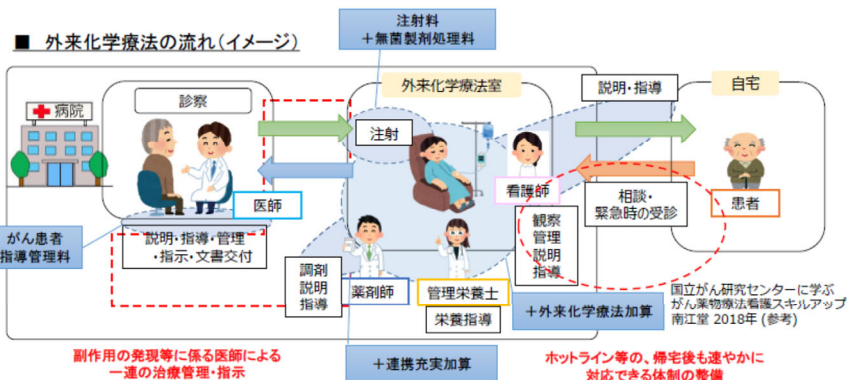 ■ 外来化学療法の流れ(イメージ)
注射料
+無菌製剤処理料
病院
診察
外来化学療法室
説明・指導
自宅
注射
看護師
医師
相談・
緊急時の受診
患者
がん患者
指導管理料
説明・指導・管理
・指示・文書交付
観察
管理
説明
指導
調剤
説明
指導
薬剤師
管理栄養士
栄養指導
+外来化学療法加算
国立がん研究センターに学ぶ
がん薬物療法看護スキルアップ
南江堂 2018年 (参考)
副作用の発現等に係る医師による
一連の治療管理・指示
+連携充実加算
ホットライン等の、帰宅後も速やかに
対応できる体制の整備